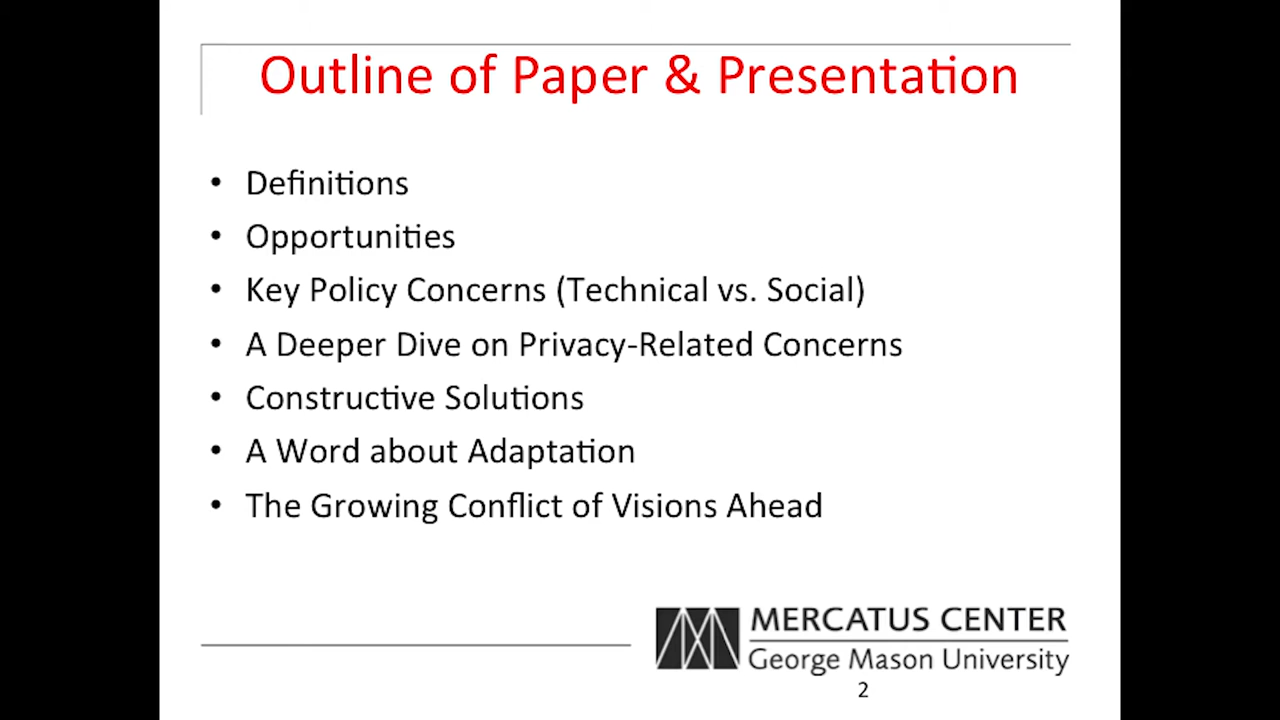 Outline of Paper & Presentation
• Definitions
• Opportunities
• Key Policy Concerns (Technical vs. Social)
• A Deeper Dive on Privacy-Related Concerns
• Constructive Solutions
• A Word about Adaptation
• The Growing Conflict of Visions Ahead
MERCATUS CENTER
George Mason University
2